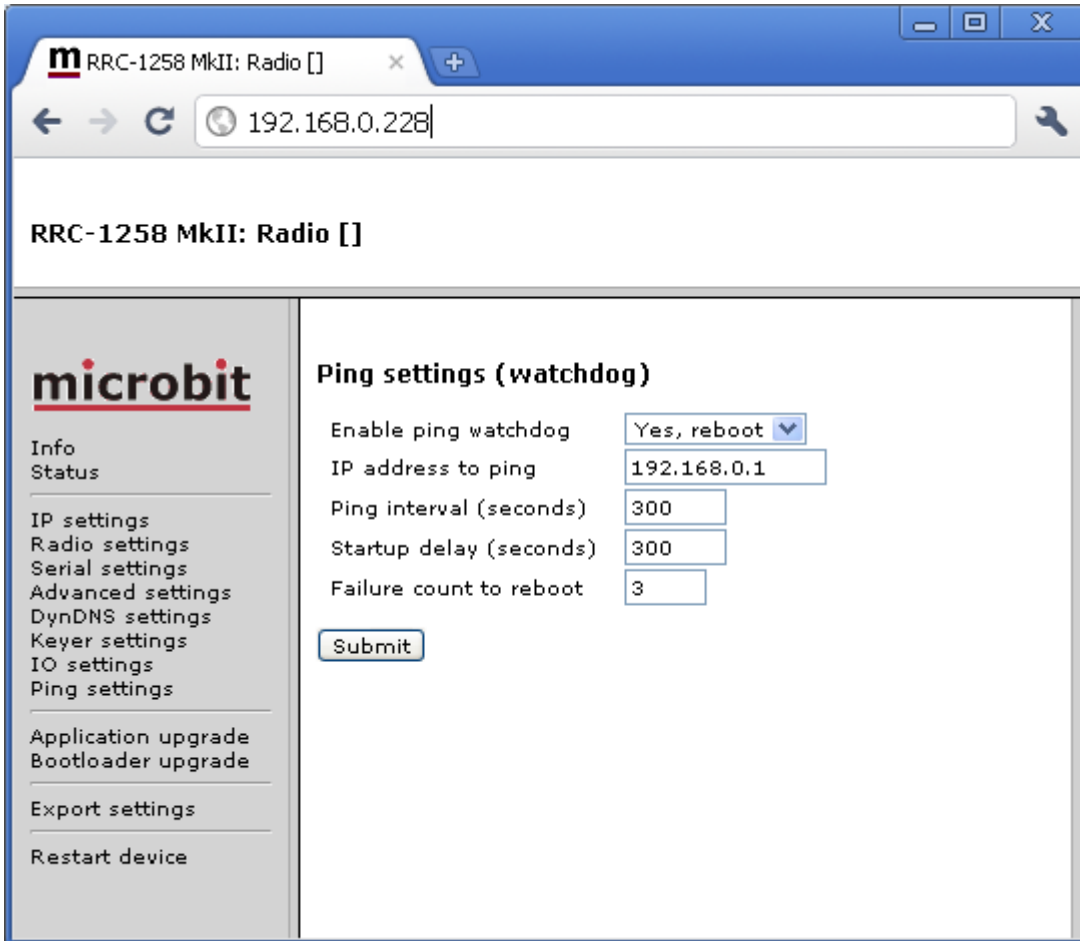 RRC-1258 MkII: Radio []
192.168.0.228
RRC-1258 MkII: Radio []
microbit
Info
Status
IP settings
Radio settings
Serial settings
Advanced settings
DynDNS settings
Keyer settings
IO settings
Ping settings
Application upgrade
Bootloader upgrade
Export settings
Restart device
Ping settings (watchdog)
Enable ping watchdog Yes, reboot
IP address to ping 192.168.0.1
Ping interval (seconds) 300
Startup delay (seconds) 300
Failure count to reboot 3
Submit